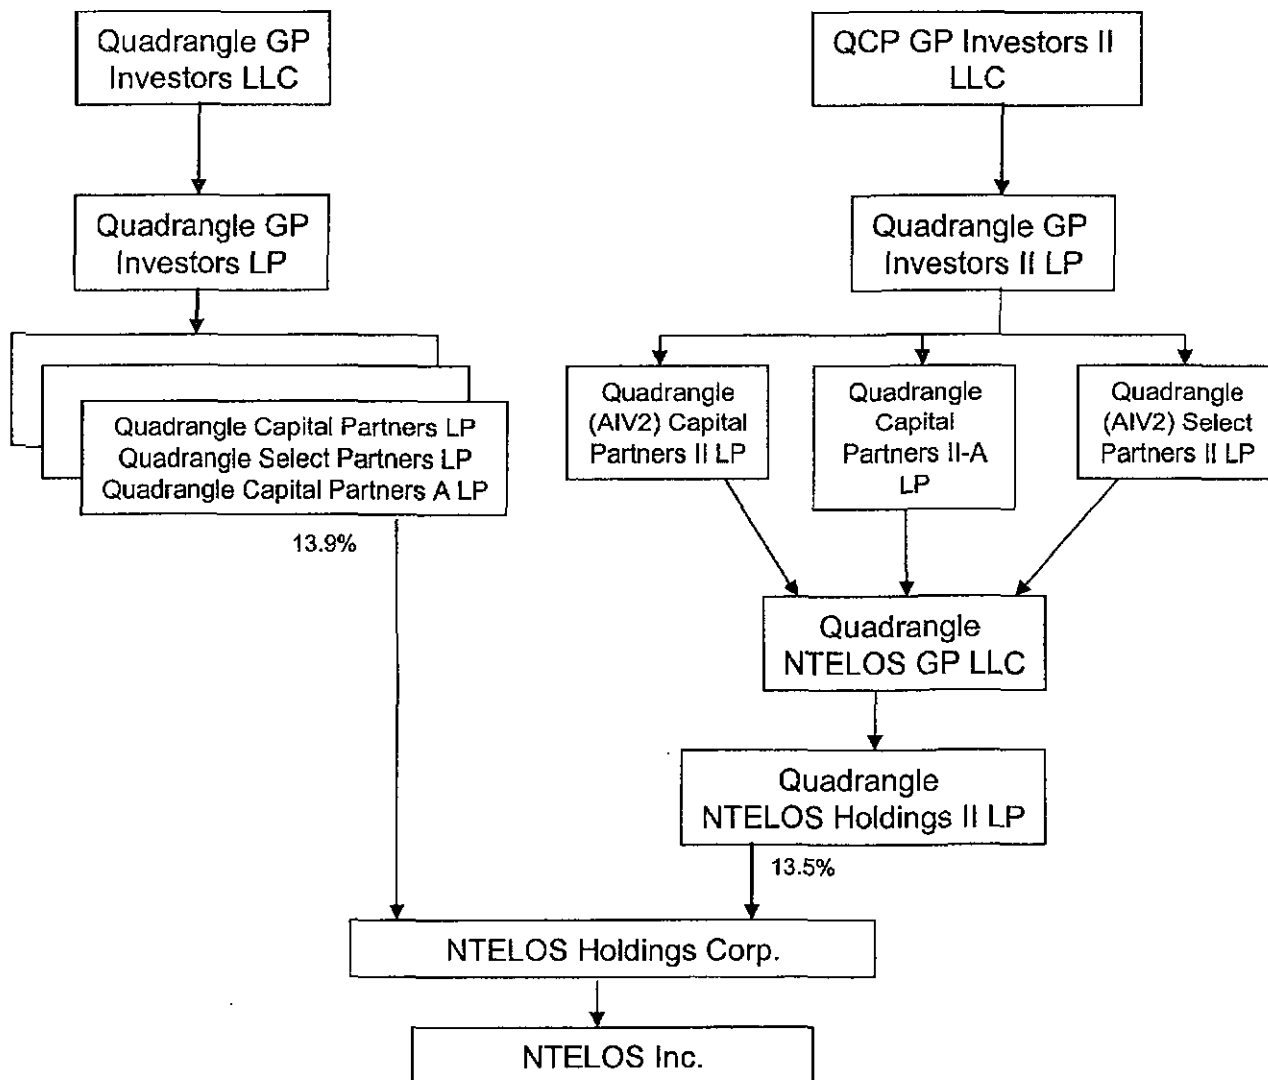 Quadrangle GP
Investors LLC
QCP GP Investors II
LLC
Quadrangle GP
Investors LP
Quadrangle GP
Investors II LP
Quadrangle Capital Partners LP
Quadrangle Select Partners LP
Quadrangle Capital Partners A LP
Quadrangle
(AIV2) Capital
Partners II LP
Quadrangle
Capital
Partners II-A
LP
Quadrangle
(AIV2) Select
Partners II LP
13.9%
Quadrangle
NTELOS GP LLC
Quadrangle
NTELOS Holdings II LP
13.5%
NTELOS Holdings Corp.
NTELOS Inc.